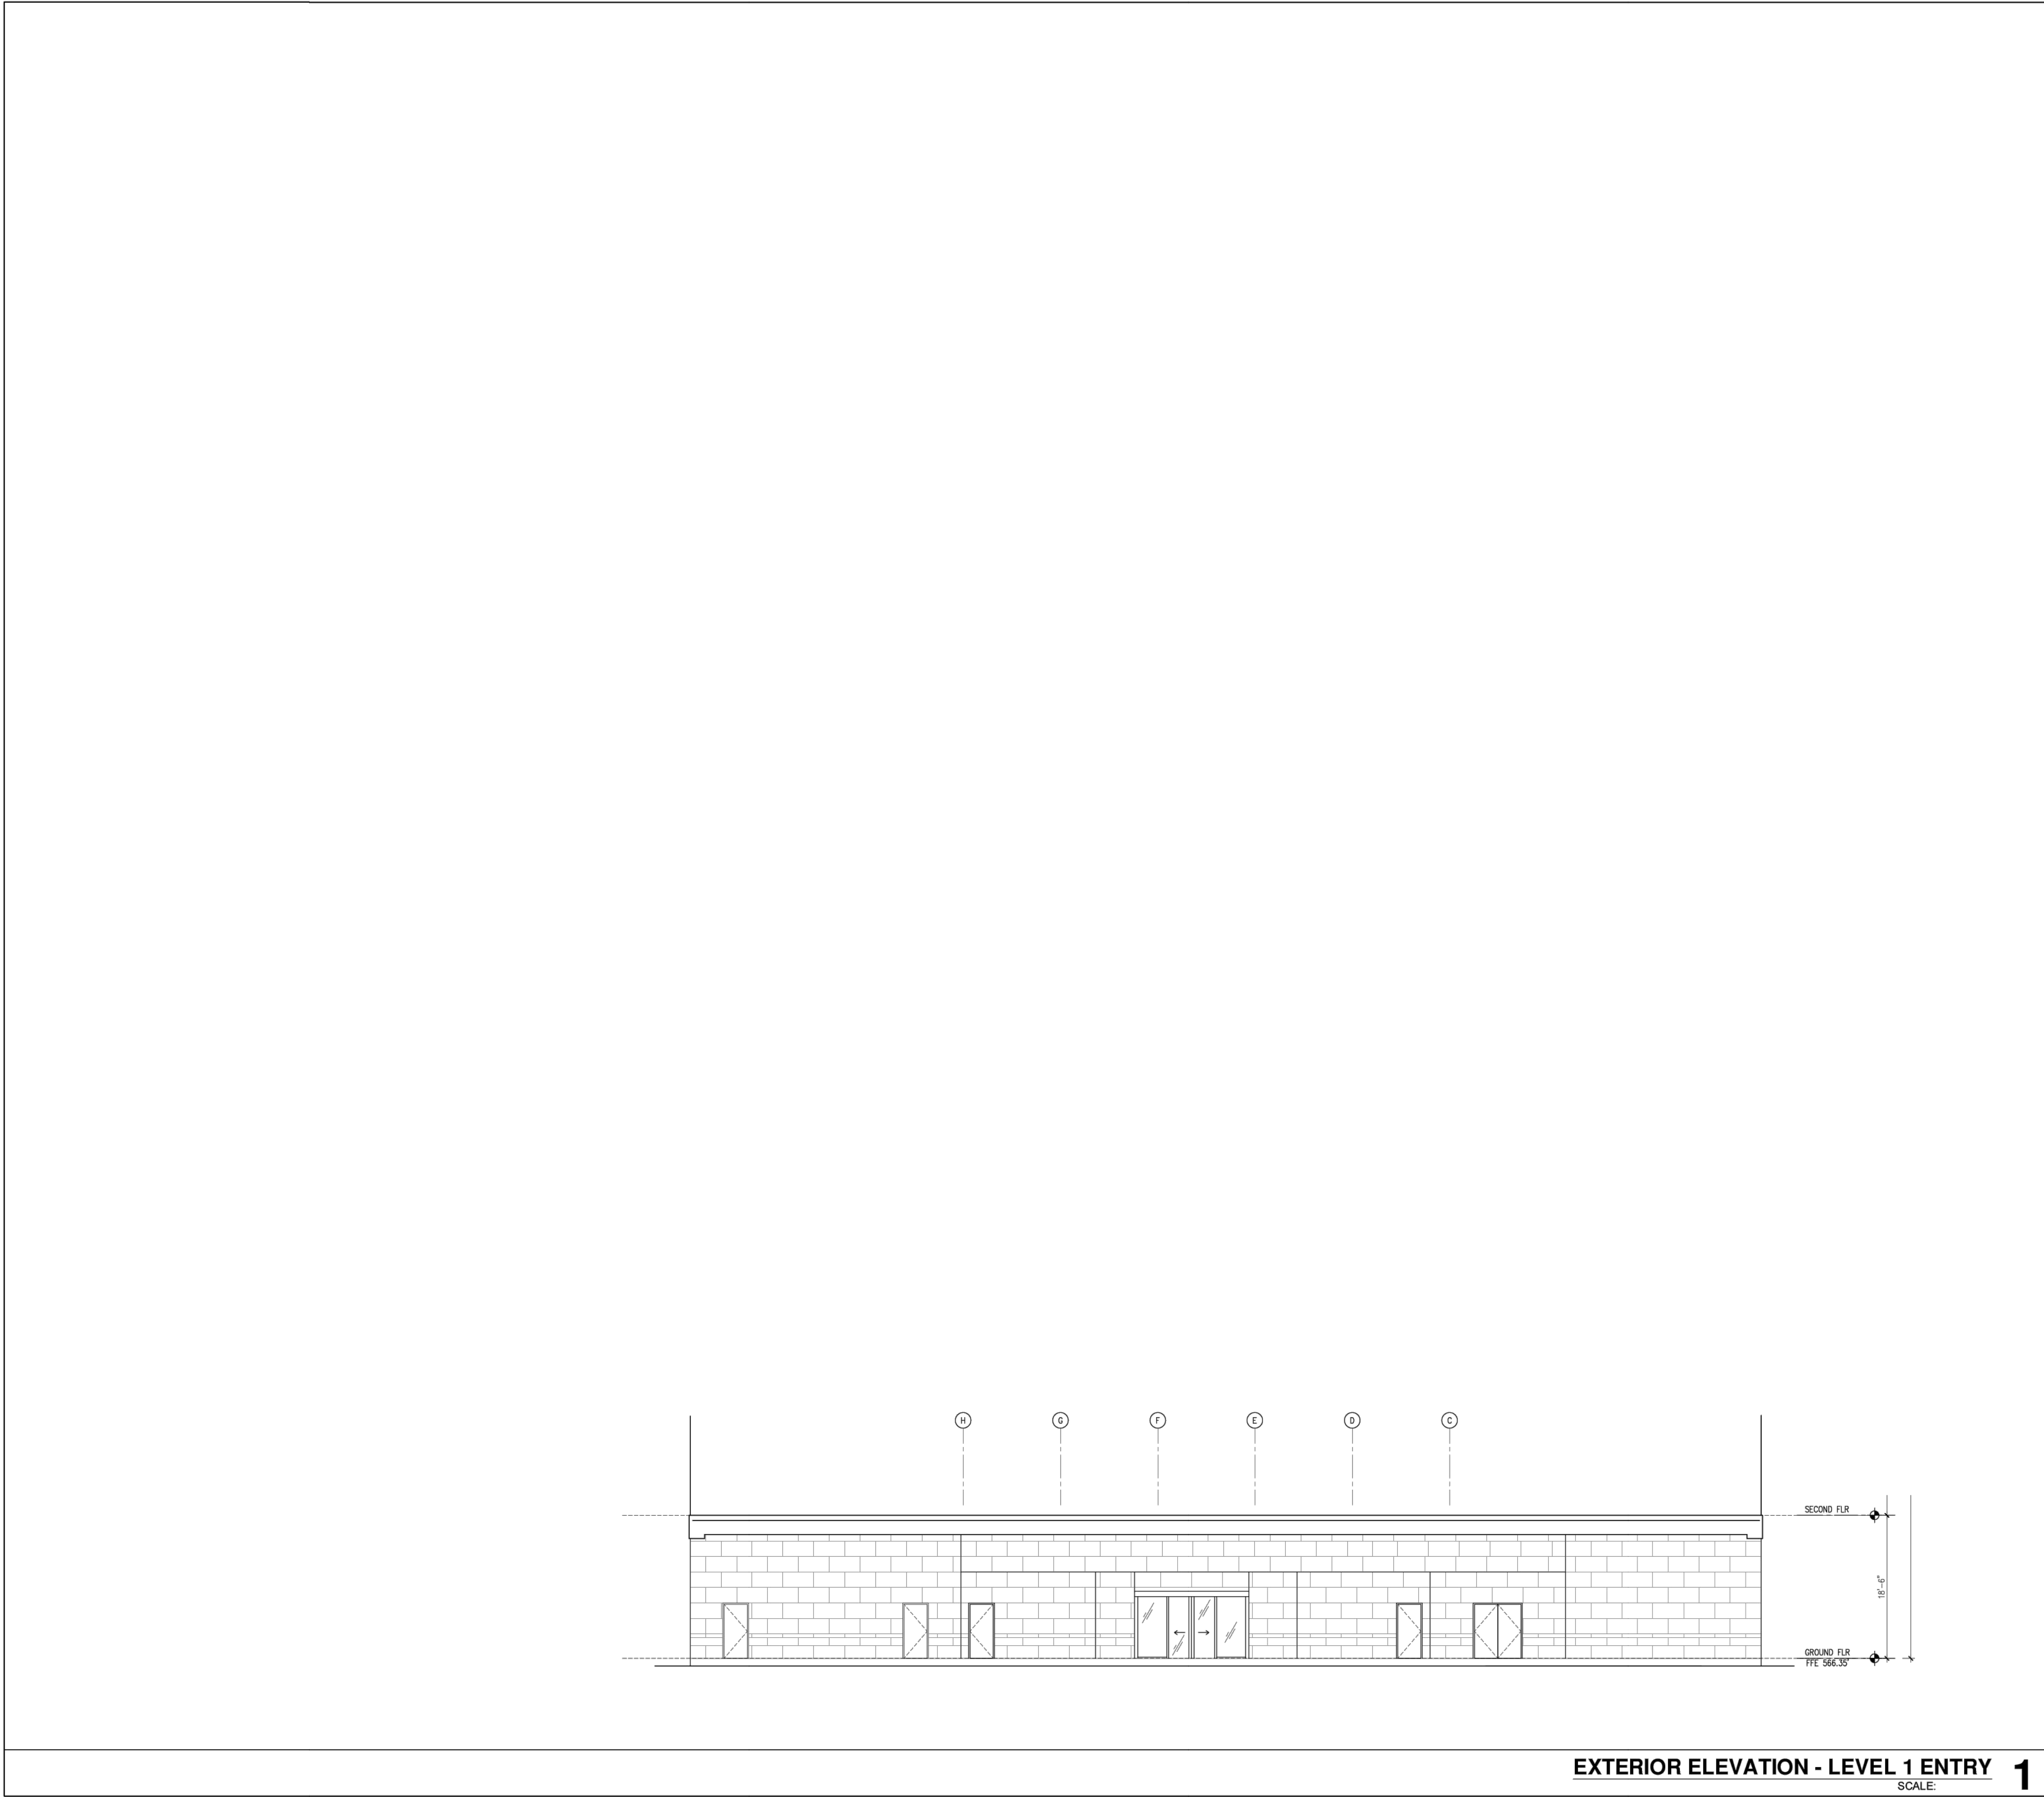 H G F E D C
SECOND FLR
18'-6"
GROUND FLR
FFE 566.35'
EXTERIOR ELEVATION - LEVEL 1 ENTRY 1
SCALE: